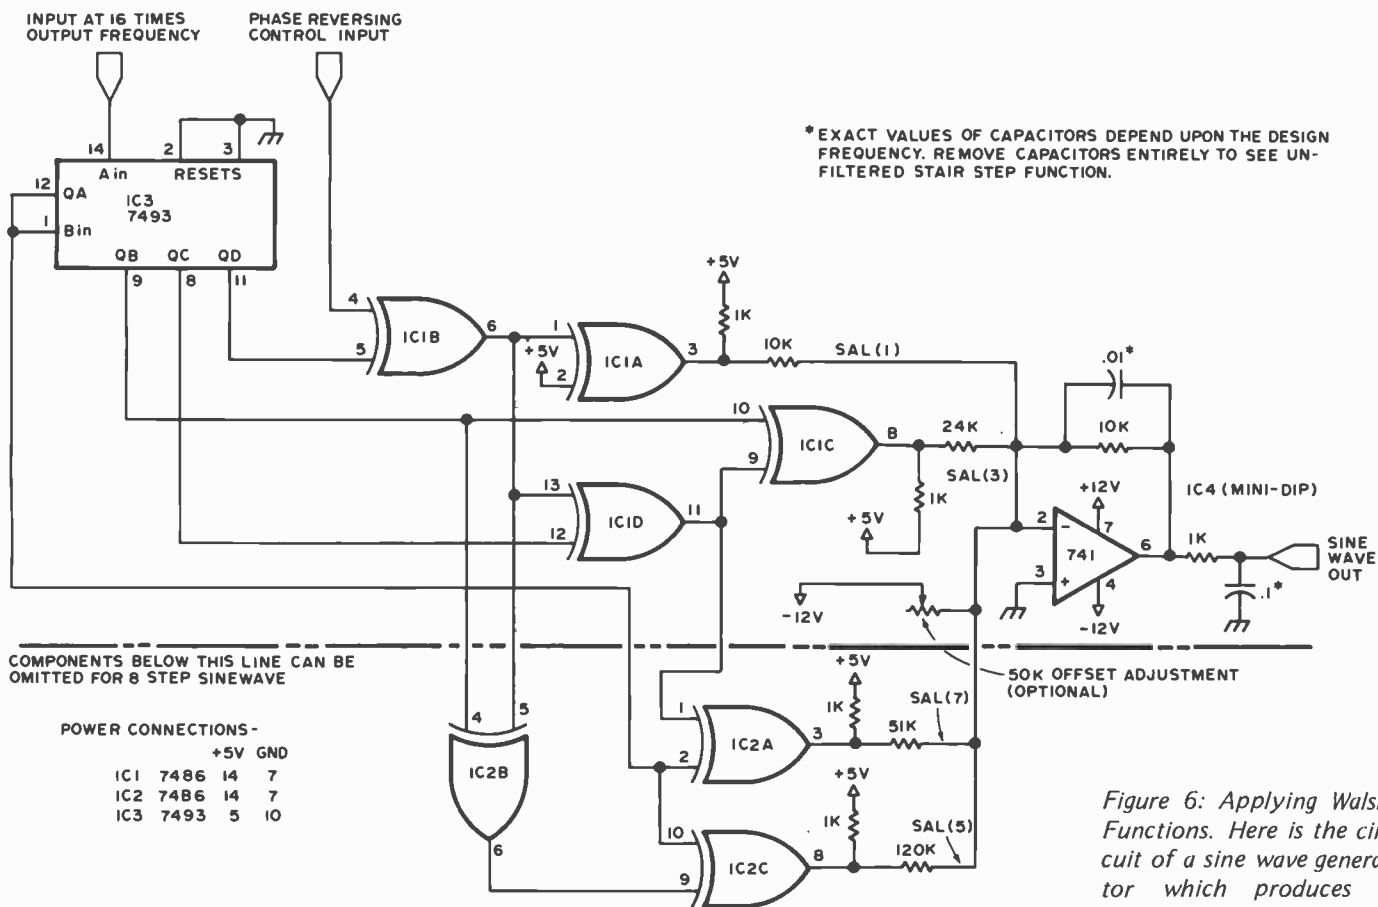 INPUT AT 16 TIMES
OUTPUT FREQUENCY
PHASE REVERSING
CONTROL INPUT
* EXACT VALUES OF CAPACITORS DEPEND UPON THE DESIGN
FREQUENCY. REMOVE CAPACITORS ENTIRELY TO SEE UN-
FILTERED STAIR STEP FUNCTION.
14
2
3
A in
RESETS
12
QA
IC3
7493
1
Bin
QB
QC
QD
9
8
11
4
5
IC1B
6
1
+5V
2
IC1A
3
+5V
1K
10K
SAL(1)
.01*
10K
10
9
IC1C
8
24K
SAL(3)
1K
+5V
13
12
IC1D
11
+12V
IC4 (MINI-DIP)
2
-
7
741
6
3
+
4
-12V
1K
.1*
SINE
WAVE
OUT
-12V
50K OFFSET ADJUSTMENT
(OPTIONAL)
COMPONENTS BELOW THIS LINE CAN BE
OMITTED FOR 8 STEP SINEWAVE
POWER CONNECTIONS-
+5V GND
IC1 7486 14 7
IC2 7486 14 7
IC3 7493 5 10
4
5
IC2B
6
1
2
IC2A
3
+5V
1K
51K
SAL(7)
10
9
IC2C
8
+5V
1K
120K
SAL(5)
Figure 6: Applying Walsh
Functions. Here is the cir-
cuit of a sine wave genera-
tor which produces